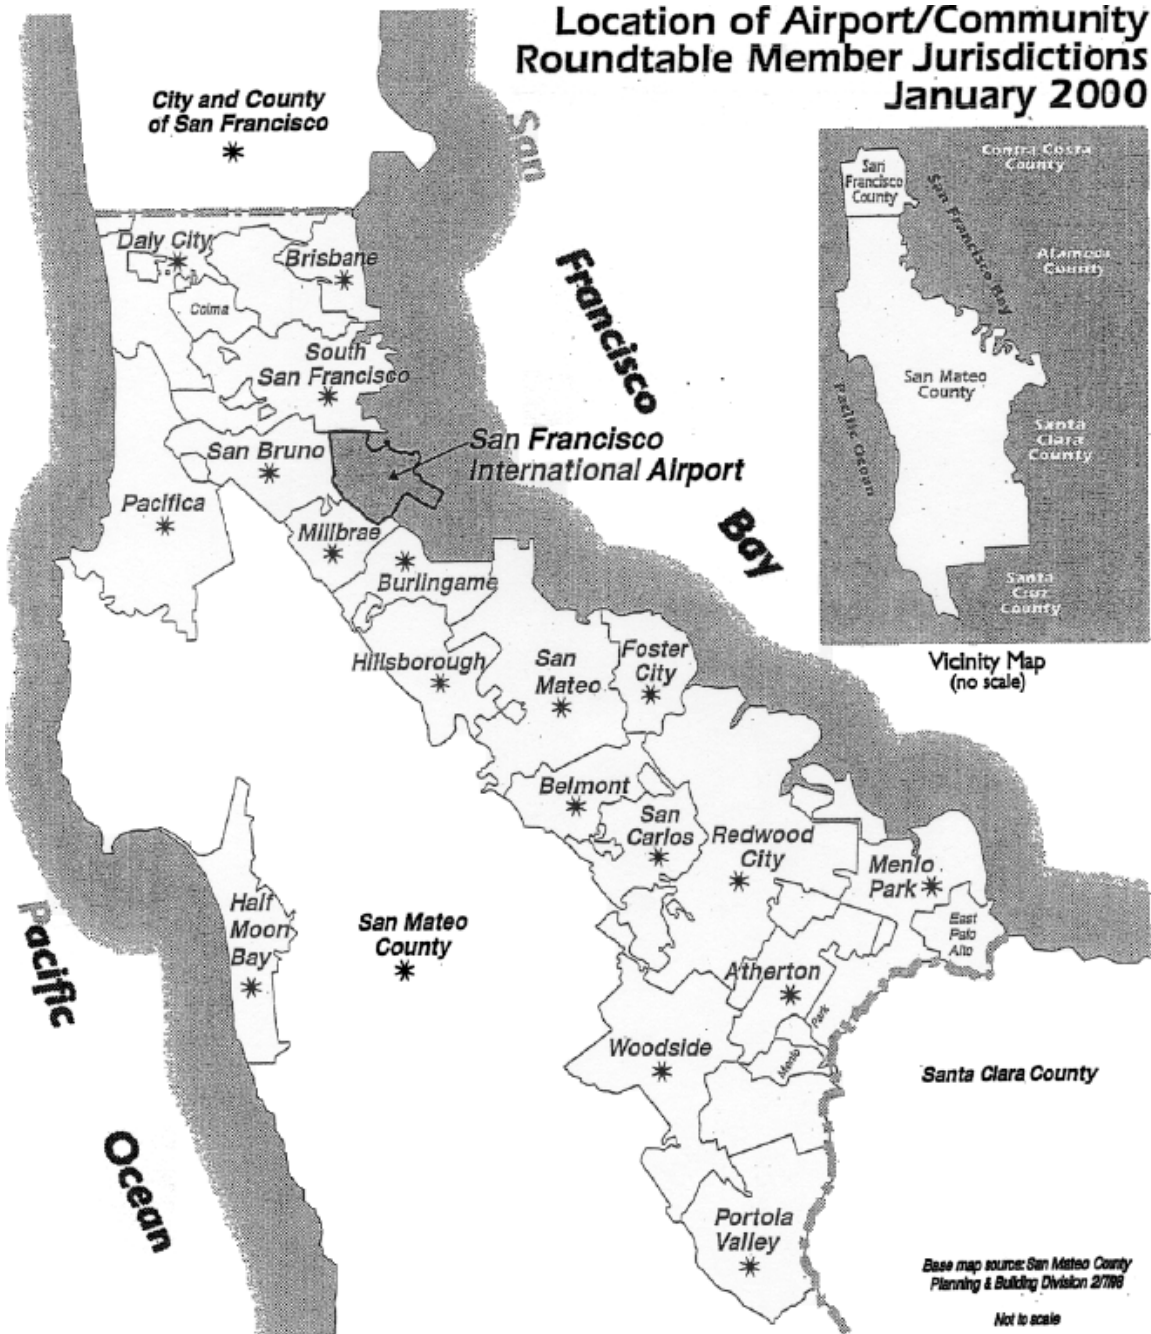 Location of Airport/Community
Roundtable Member Jurisdictions
January 2000
City and County
of San Francisco
San
Francisco
Bay
Contra Costa
County
San
Francisco
County
San Francisco Bay
Alameda
County
San Mateo
County
Pacific Ocean
Santa
Clara
County
Santa
Cruz
County
Vicinity Map
(no scale)
Daly City
Brisbane
Colma
South
San Francisco
San Francisco
International Airport
San Bruno
Pacifica
Millbrae
Burlingame
Hillsborough
San
Mateo
Foster
City
Belmont
San
Carlos
Redwood
City
Menlo
Park
East
Palo
Alto
Half
Moon
Bay
San Mateo
County
Atherton
Park
Menlo
Woodside
Santa Clara County
Pacific
Ocean
Portola
Valley
Base map source: San Mateo County
Planning & Building Division 2/7/98
Not to scale